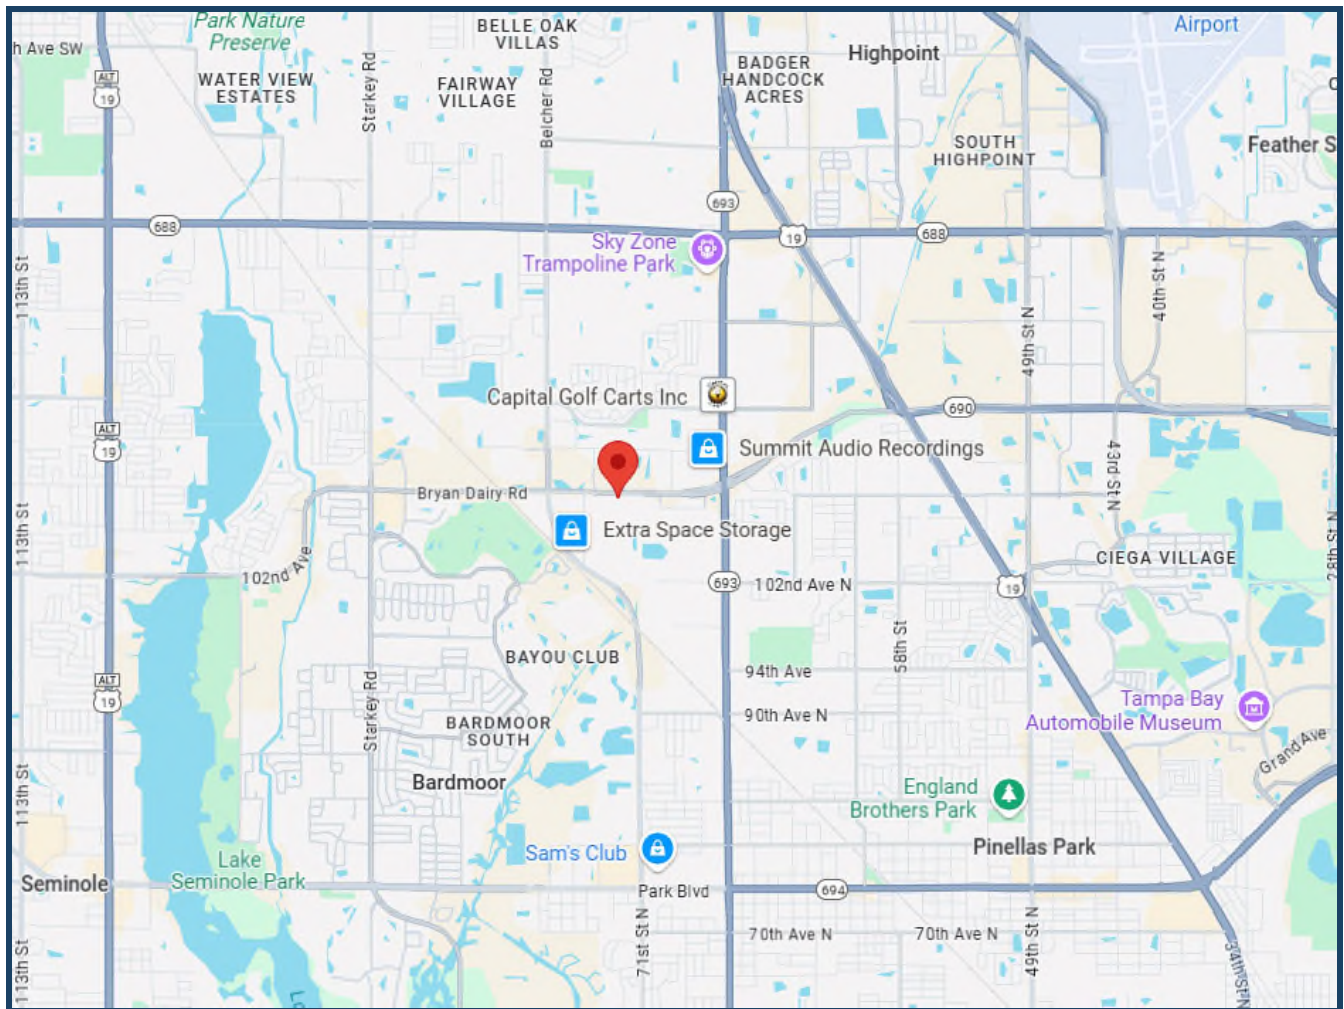 Park Nature
Preserve
h Ave SW
ALT
19
WATER VIEW
ESTATES
Starkey Rd
BELLE OAK
VILLAS
FAIRWAY
VILLAGE
Belcher Rd
BADGER
HANDCOCK
ACRES
Highpoint
Airport
SOUTH
HIGHPOINT
Feather S
693
688
19
688
Sky Zone
Trampoline Park
113th St
40th St N
49th St N
Capital Golf Carts Inc
690
ALT
19
Summit Audio Recordings
43rd St N
Bryan Dairy Rd
Extra Space Storage
113th St
28th St N
102nd Ave
693
102nd Ave N
19
CIEGA VILLAGE
58th St
BAYOU CLUB
94th Ave
ALT
19
Starkey Rd
90th Ave N
Tampa Bay
Automobile Museum
BARDMOOR
SOUTH
Grand Ave
Bardmoor
113th St
England
Brothers Park
Pinellas Park
Sam's Club
Lake
Seminole Park
Seminole
Park Blvd
694
71st St N
70th Ave N
70th Ave N
49th St N
34th St N
113th St